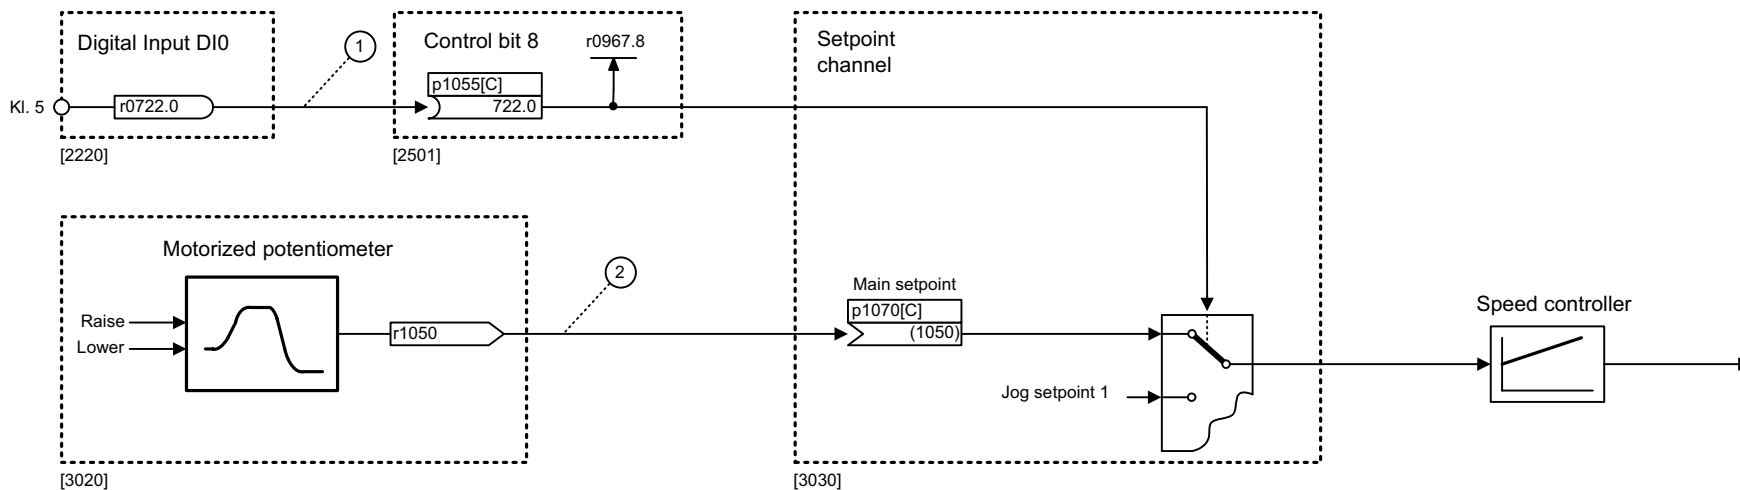 Digital Input DI0
Kl. 5
r0722.0
[2220]
1
Control bit 8
r0967.8
p1055[C]
722.0
[2501]
Setpoint
channel
Motorized potentiometer
Raise
Lower
r1050
[3020]
2
Main setpoint
p1070[C]
(1050)
Jog setpoint 1
[3030]
Speed controller